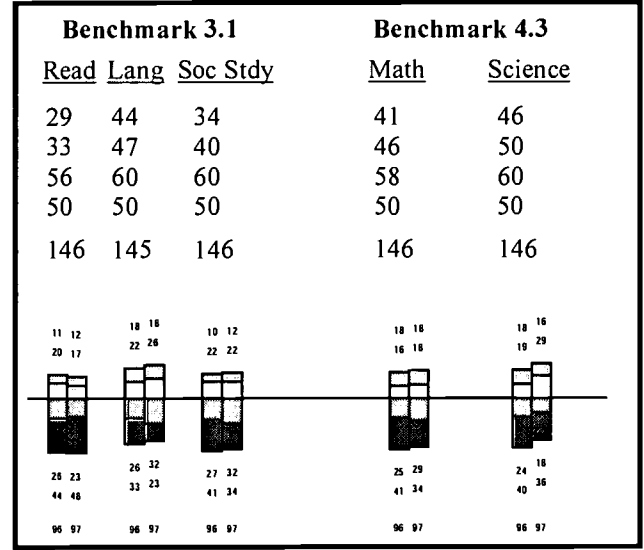 Benchmark 3.1 Benchmark 4.3
Read Lang Soc Stdy Math Science
29 44 34 41 46
33 47 40 46 50
56 60 60 58 60
50 50 50 50 50
146 145 146 146 146
11 12 18 18 10 12 18 18 18 16
20 17 22 26 22 22 16 18 19 29
26 23 26 32 27 32 25 29 24 18
44 48 33 23 41 34 41 34 40 36
96 97 96 97 96 97 96 97 96 97